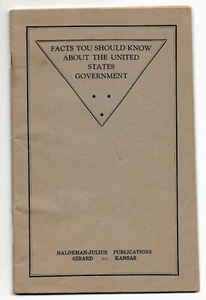 FACTS YOU SHOULD KNOW
ABOUT THE UNITED
STATES
GOVERNMENT
HALDEMAN-JULIUS PUBLICATIONS
GIRARD :-: KANSAS